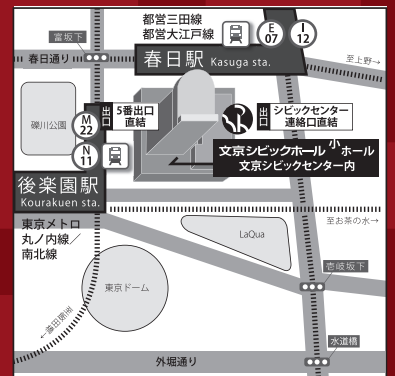 都営三田線
都営大江戸線
E
07
I
12
富坂下
春日通り
春日駅 Kasuga sta.
至上野→
礫川公園
M
22
出口
5番出口
直結
出口
シビックセンター
連絡口直結
N
11
文京シビックホール 小ホール
文京シビックセンター内
後楽園駅
Kourakuen sta.
東京メトロ
丸ノ内線／
南北線
至お茶の水→
LaQua
壱岐坂下
東京ドーム
至飯田橋→
水道橋
外堀通り